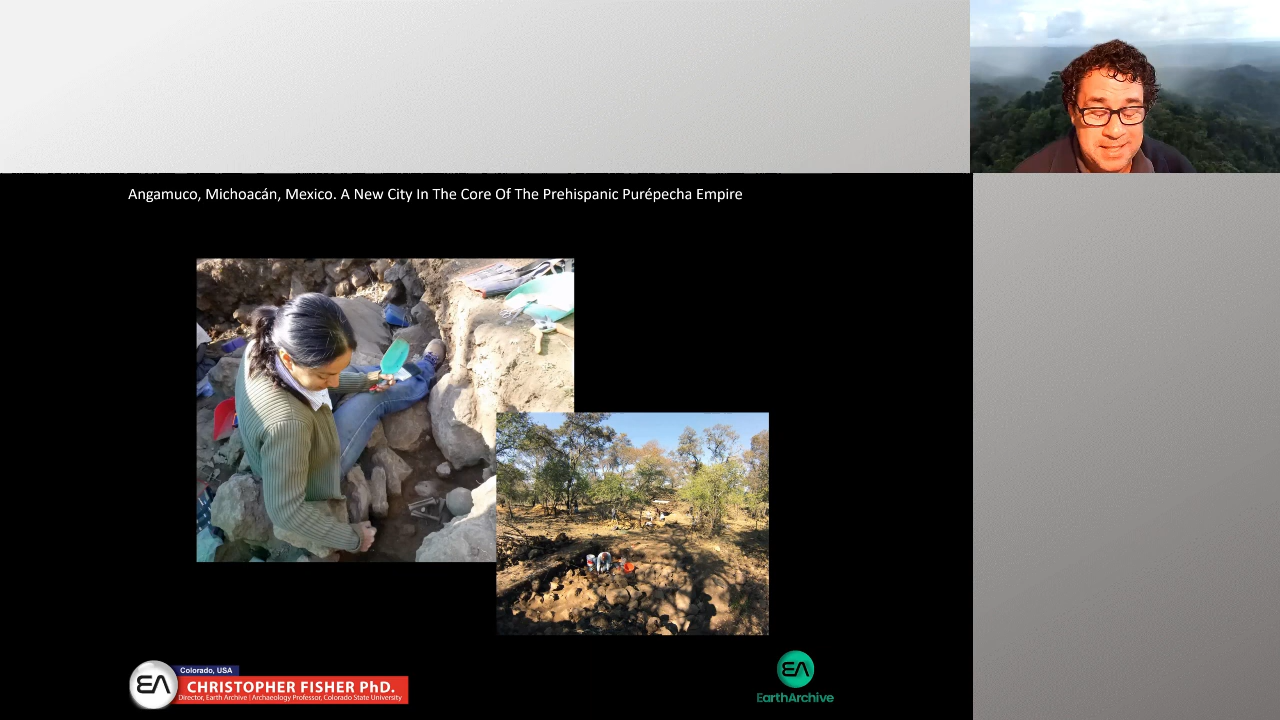 Angamuco, Michoacán, Mexico. A New City In The Core Of The Prehispanic Purépecha Empire
Colorado, USA
EA
CHRISTOPHER FISHER PhD.
Director, Earth Archive | Archaeology Professor, Colorado State University
EA
EarthArchive